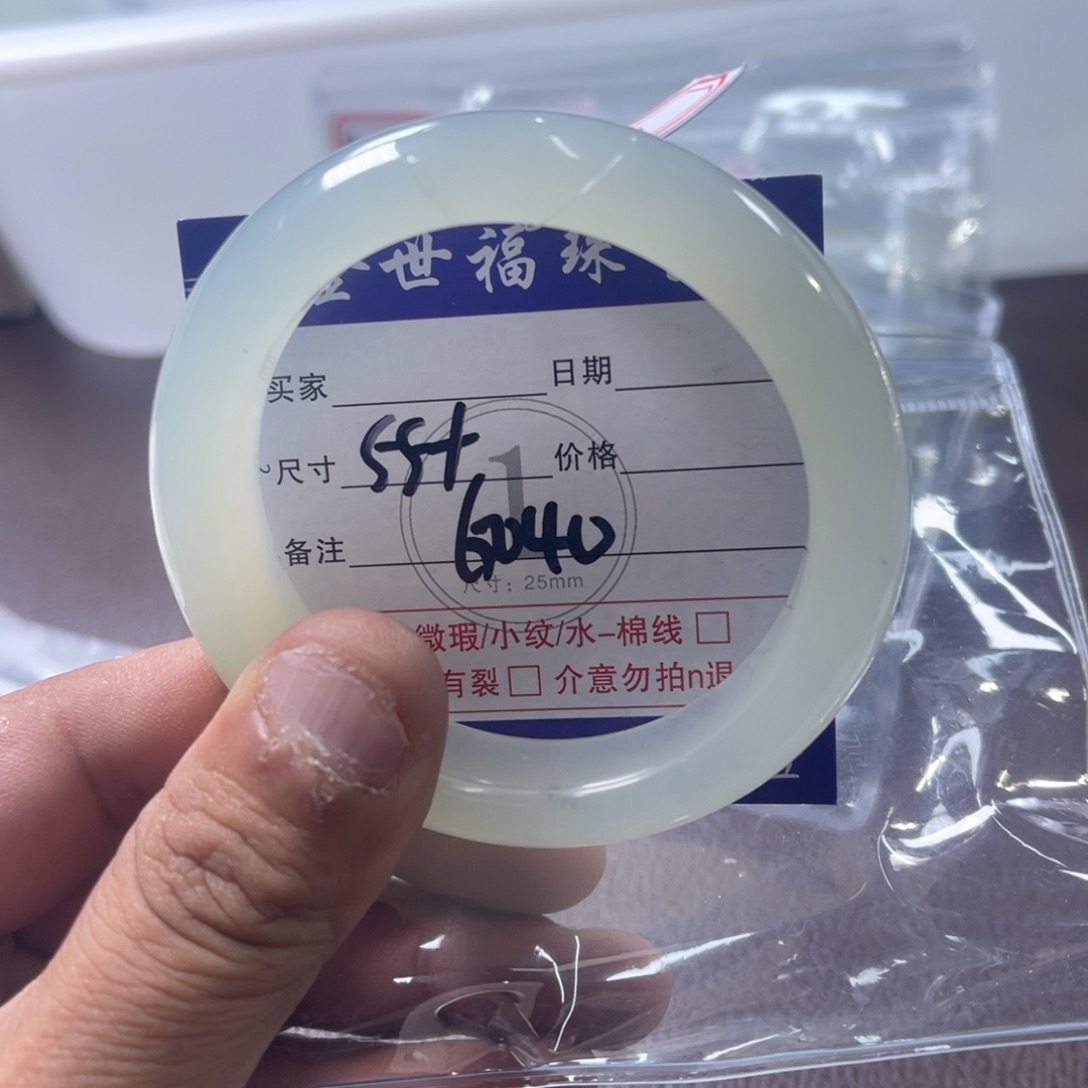 世福珠
买家 日期
尺寸 55+ 价格
1
备注 6040
尺寸：25mm
微瑕/小纹/水-棉线 □
有裂 □ 介意勿拍n退